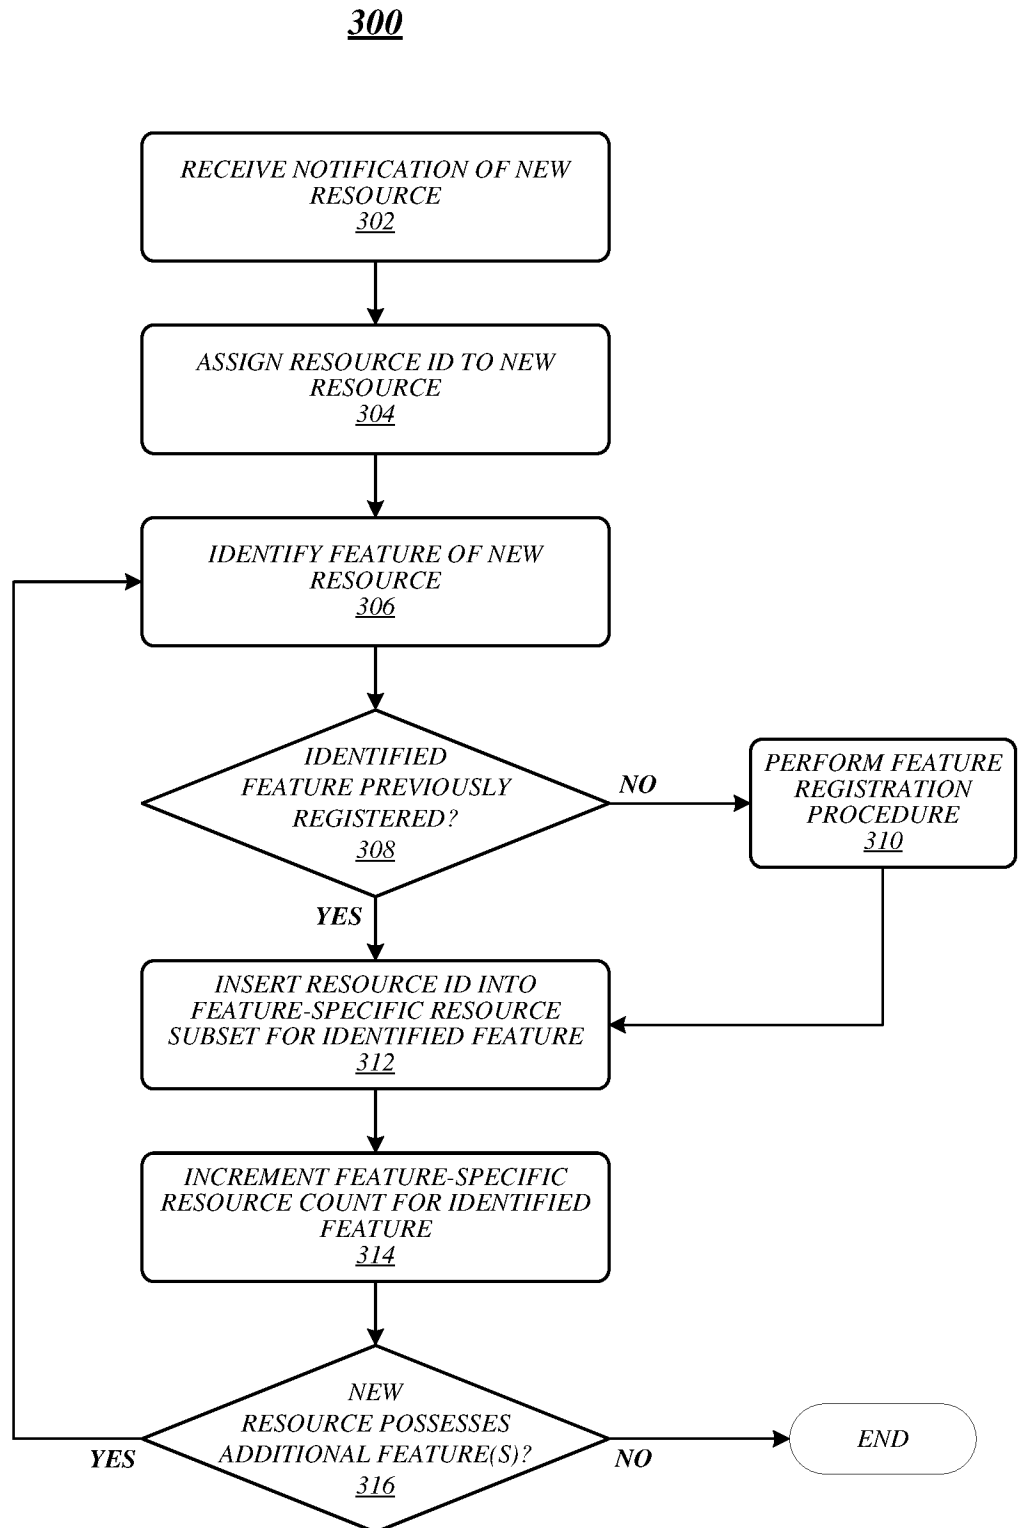 300
RECEIVE NOTIFICATION OF NEW
RESOURCE
302
ASSIGN RESOURCE ID TO NEW
RESOURCE
304
IDENTIFY FEATURE OF NEW
RESOURCE
306
IDENTIFIED
FEATURE PREVIOUSLY
REGISTERED?
308
NO
PERFORM FEATURE
REGISTRATION
PROCEDURE
310
YES
INSERT RESOURCE ID INTO
FEATURE-SPECIFIC RESOURCE
SUBSET FOR IDENTIFIED FEATURE
312
INCREMENT FEATURE-SPECIFIC
RESOURCE COUNT FOR IDENTIFIED
FEATURE
314
NEW
RESOURCE POSSESSES
ADDITIONAL FEATURE(S)?
316
YES
NO
END